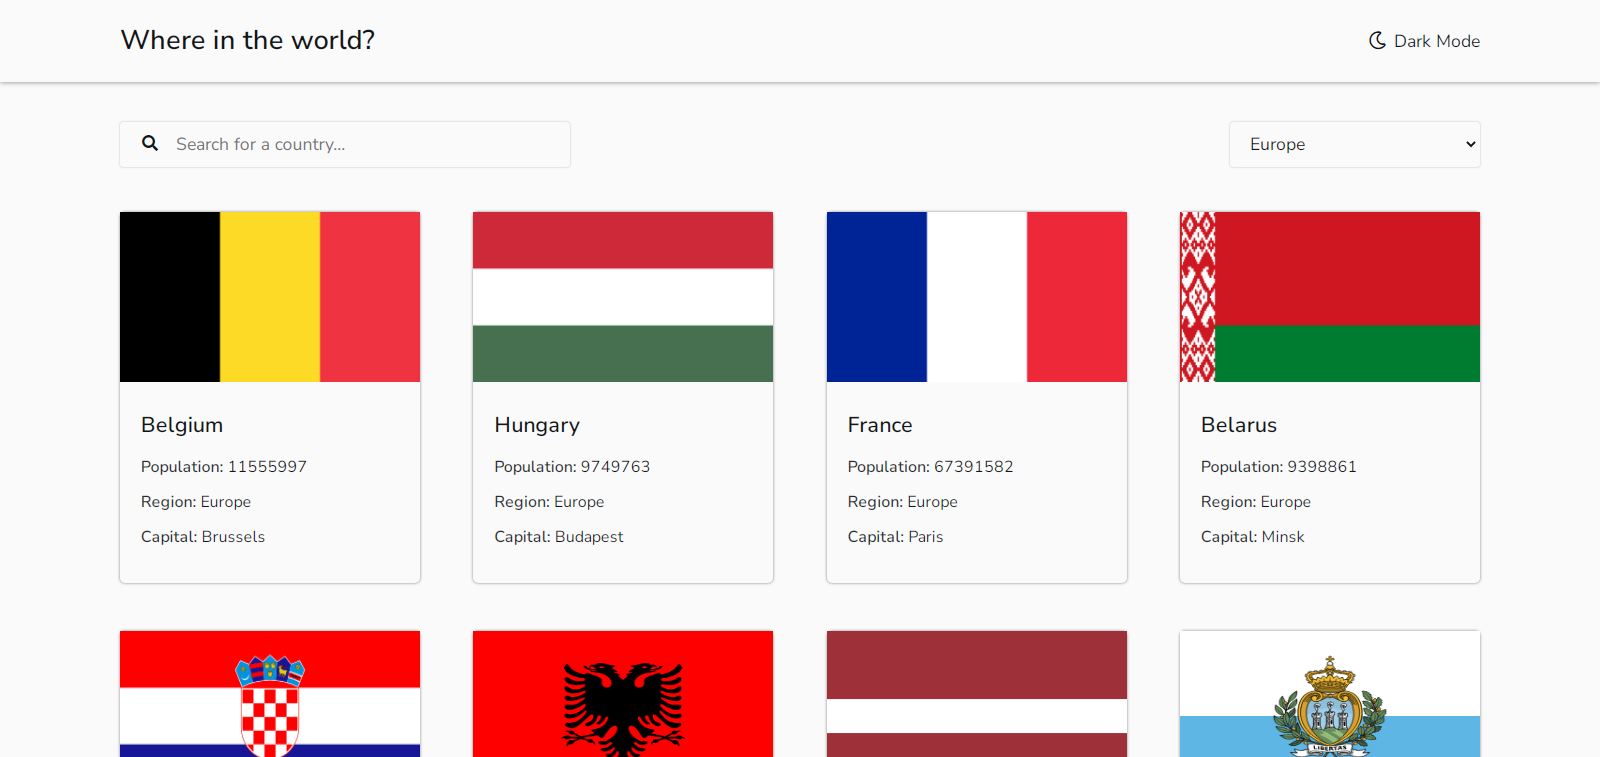 Where in the world?
Dark Mode
Search for a country...
Europe
Belgium
Population: 11555997
Region: Europe
Capital: Brussels
Hungary
Population: 9749763
Region: Europe
Capital: Budapest
France
Population: 67391582
Region: Europe
Capital: Paris
Belarus
Population: 9398861
Region: Europe
Capital: Minsk
LIBERTAS